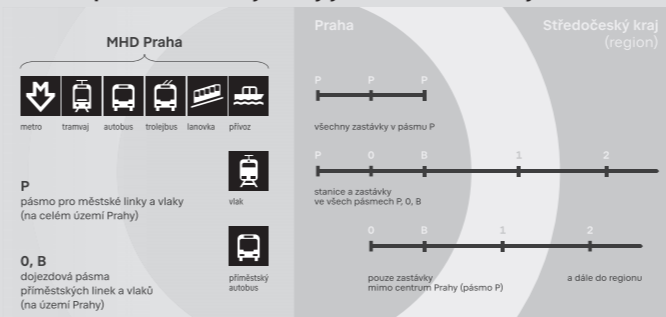 MHD Praha
metro
tramvaj
autobus
trolejbus
lanovka
přívoz
P
pásmo pro městské linky a vlaky
(na celém území Prahy)
vlak
0, B
dojezdová pásma
příměstských linek a vlaků
(na území Prahy)
příměstský
autobus
Praha
Středočeský kraj
(region)
P P P
všechny zastávky v pásmu P
P 0 B 1 2
stanice a zastávky
ve všech pásmech P, 0, B
0 B 1 2
pouze zastávky
mimo centrum Prahy (pásmo P)
a dále do regionu